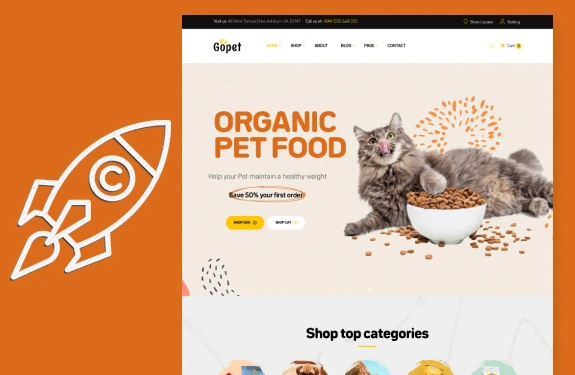 Visit us: 40 West Terrace Drive Ashburn, VA 20147 Call us at +844 1233 668 333 Store Locator Setting
Gopet HOME SHOP ABOUT BLOG PAGE CONTACT Cart 0
ORGANIC
PET FOOD
Help your Pet maintain a healthy weight
Save 50% your first order
SHOP DOG SHOP CAT
Shop top categories
C